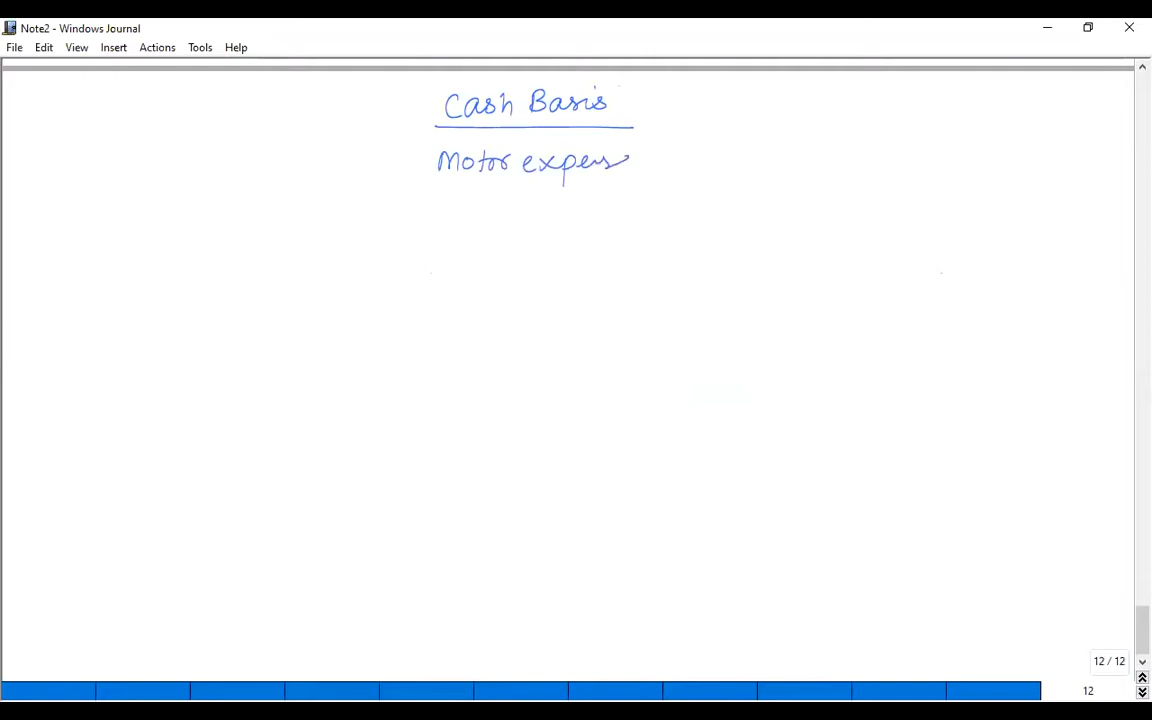 Note2 - Windows Journal
File Edit View Insert Actions Tools Help
Cash Basis
Motor expens
12 / 12
12